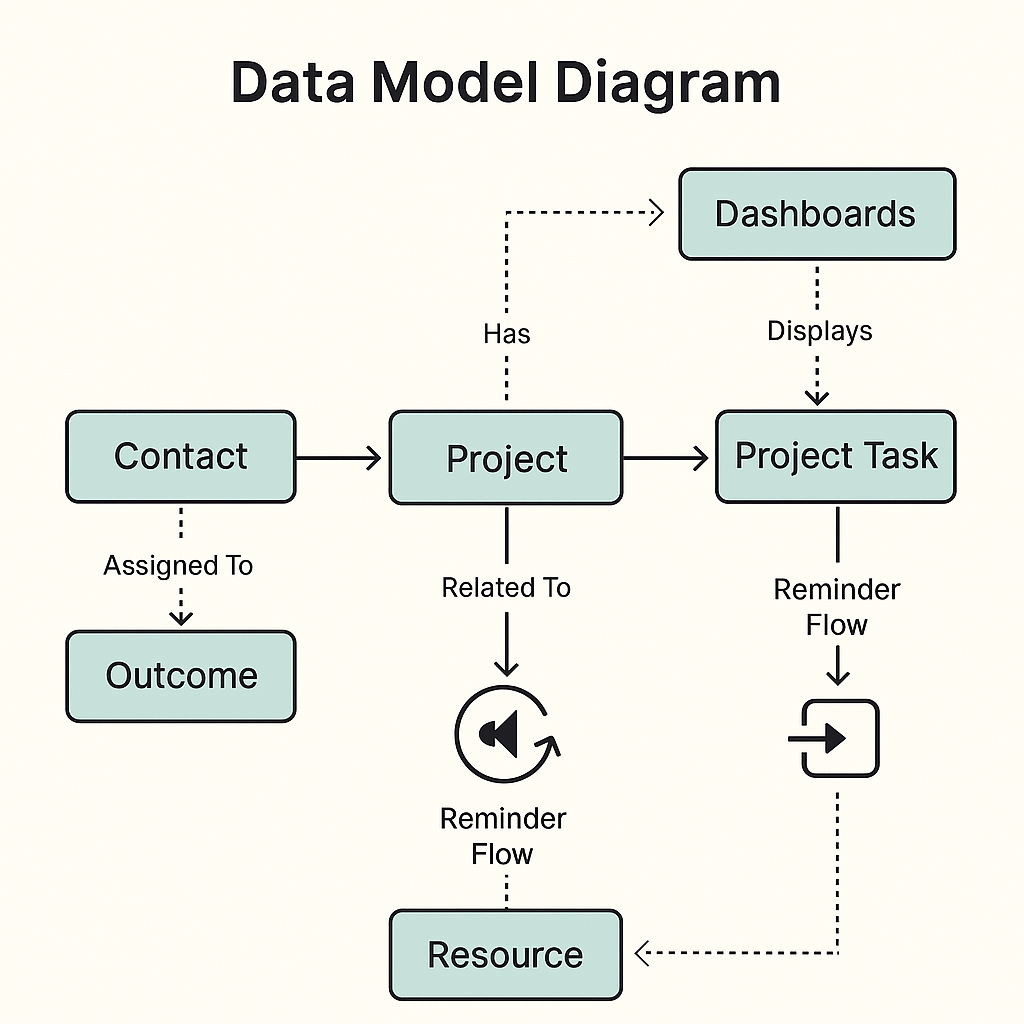 Data Model Diagram
Dashboards
Has
Displays
Contact
Project
Project Task
Assigned To
Related To
Reminder
Flow
Outcome
Reminder
Flow
Resource